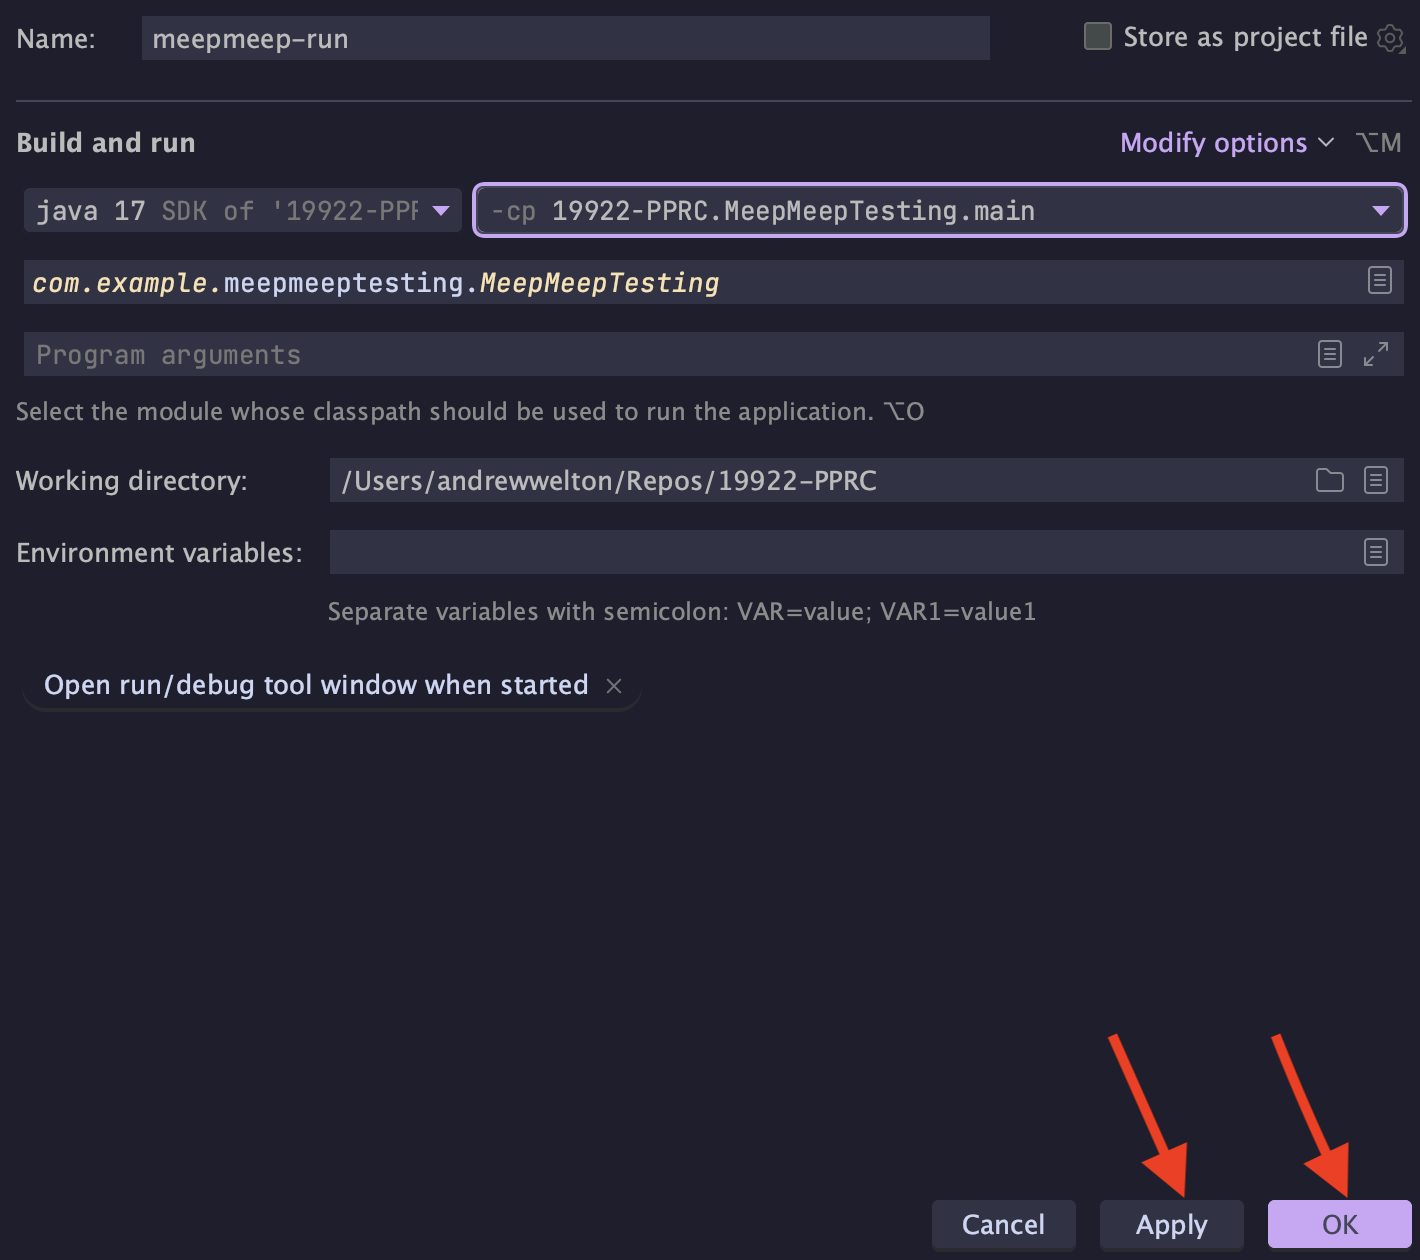 Name: meepmeep-run Store as project file
Build and run Modify options ⌥M
java 17 SDK of '19922-PPR -cp 19922-PPRC.MeepMeepTesting.main
com.example.meepmeeptesting.MeepMeepTesting
Program arguments
Select the module whose classpath should be used to run the application. ⌥O
Working directory: /Users/andrewwelton/Repos/19922-PPRC
Environment variables:
Separate variables with semicolon: VAR=value; VAR1=value1
Open run/debug tool window when started ×
Cancel Apply OK